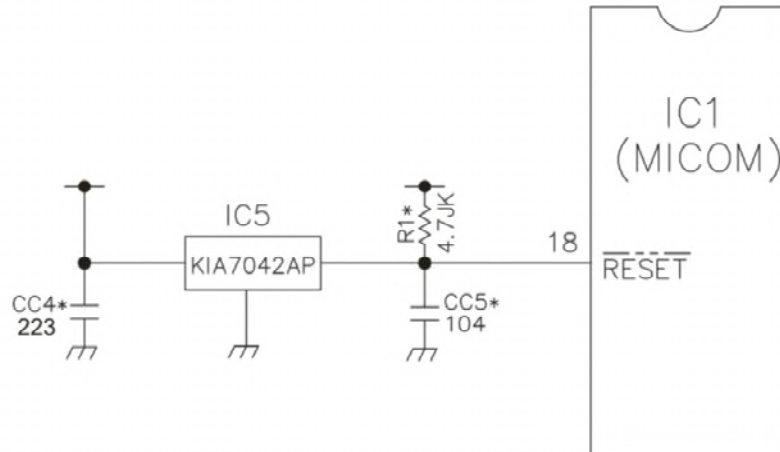 IC1
(MICOM)
IC5
KIA7042AP
R1*
4.7JK
18
RESET
CC4*
223
CC5*
104